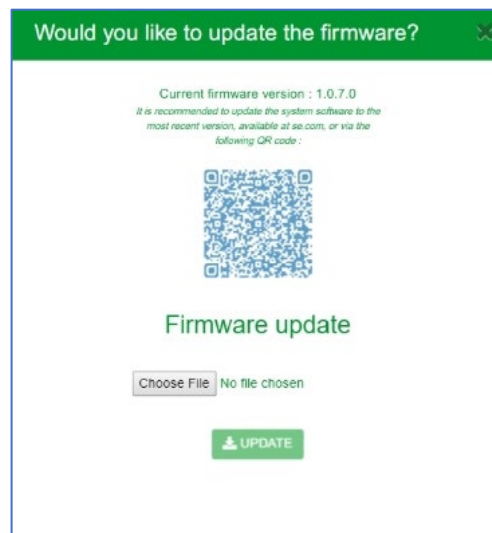 Would you like to update the firmware?
Current firmware version : 1.0.7.0
It is recommended to update the system software to the
most recent version, available at se.com, or via the
following QR code :
Firmware update
Choose File No file chosen
UPDATE